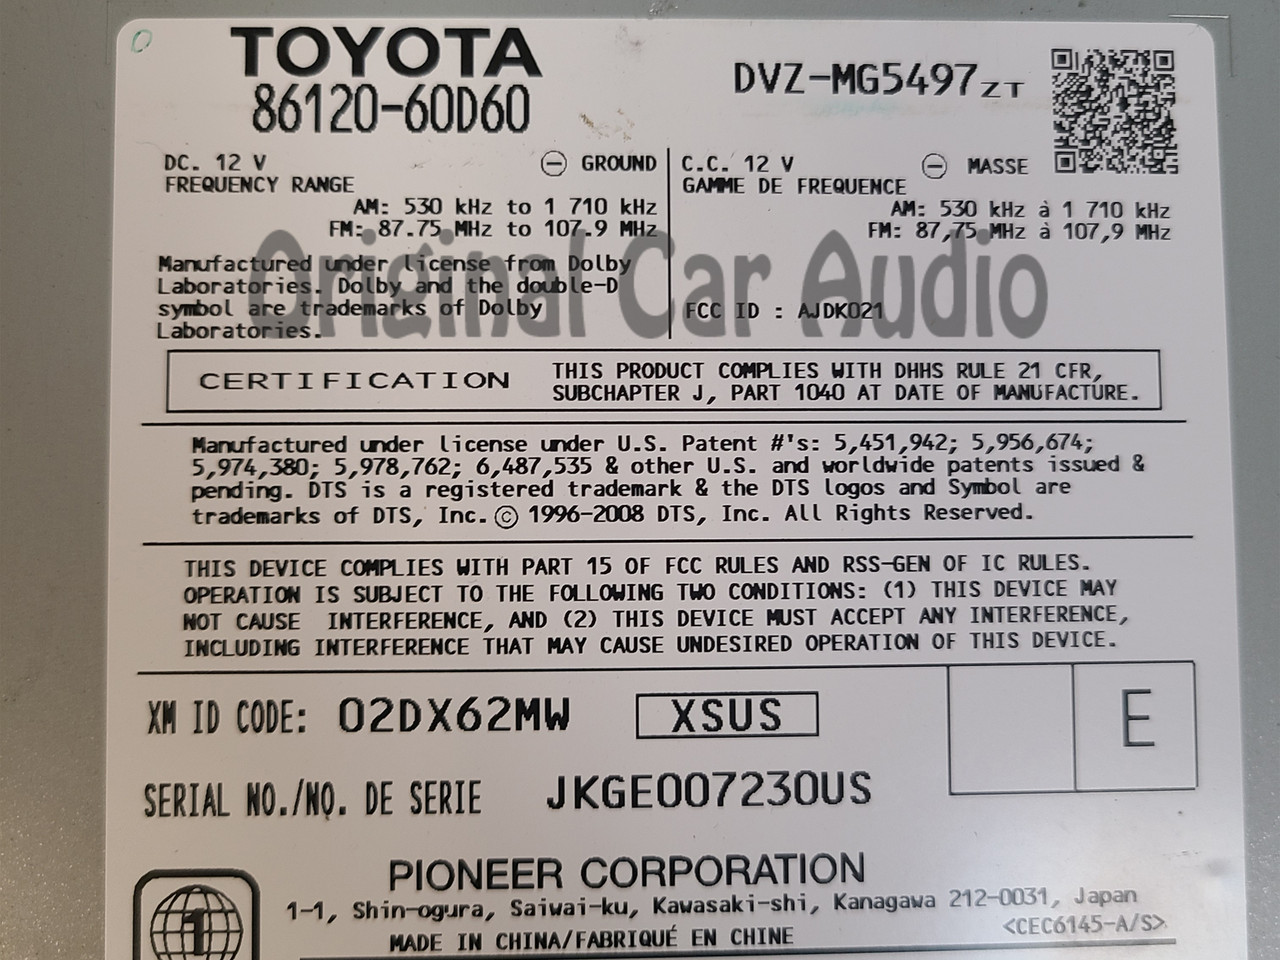 TOYOTA
86120-60D60
DVZ-MG5497ZT
DC. 12 V ⊖ GROUND
FREQUENCY RANGE
AM: 530 kHz to 1 710 kHz
FM: 87.75 MHz to 107.9 MHz
Manufactured under license from Dolby
Laboratories. Dolby and the double-D
symbol are trademarks of Dolby
Laboratories.
C.C. 12 V ⊖ MASSE
GAMME DE FREQUENCE
AM: 530 kHz à 1 710 kHz
FM: 87,75 MHz à 107,9 MHz
FCC ID : AJDK021
Original Car Audio
CERTIFICATION
THIS PRODUCT COMPLIES WITH DHHS RULE 21 CFR,
SUBCHAPTER J, PART 1040 AT DATE OF MANUFACTURE.
Manufactured under license under U.S. Patent #'s: 5,451,942; 5,956,674;
5,974,380; 5,978,762; 6,487,535 & other U.S. and worldwide patents issued &
pending. DTS is a registered trademark & the DTS logos and Symbol are
trademarks of DTS, Inc. © 1996-2008 DTS, Inc. All Rights Reserved.
THIS DEVICE COMPLIES WITH PART 15 OF FCC RULES AND RSS-GEN OF IC RULES.
OPERATION IS SUBJECT TO THE FOLLOWING TWO CONDITIONS: (1) THIS DEVICE MAY
NOT CAUSE INTERFERENCE, AND (2) THIS DEVICE MUST ACCEPT ANY INTERFERENCE,
INCLUDING INTERFERENCE THAT MAY CAUSE UNDESIRED OPERATION OF THIS DEVICE.
XM ID CODE: 02DX62MW XSUS
E
SERIAL NO./NO. DE SERIE JKGE007230US
PIONEER CORPORATION
1-1, Shin-ogura, Saiwai-ku, Kawasaki-shi, Kanagawa 212-0031, Japan
<CEC6145-A/S>
MADE IN CHINA/FABRIQUÉ EN CHINE
1